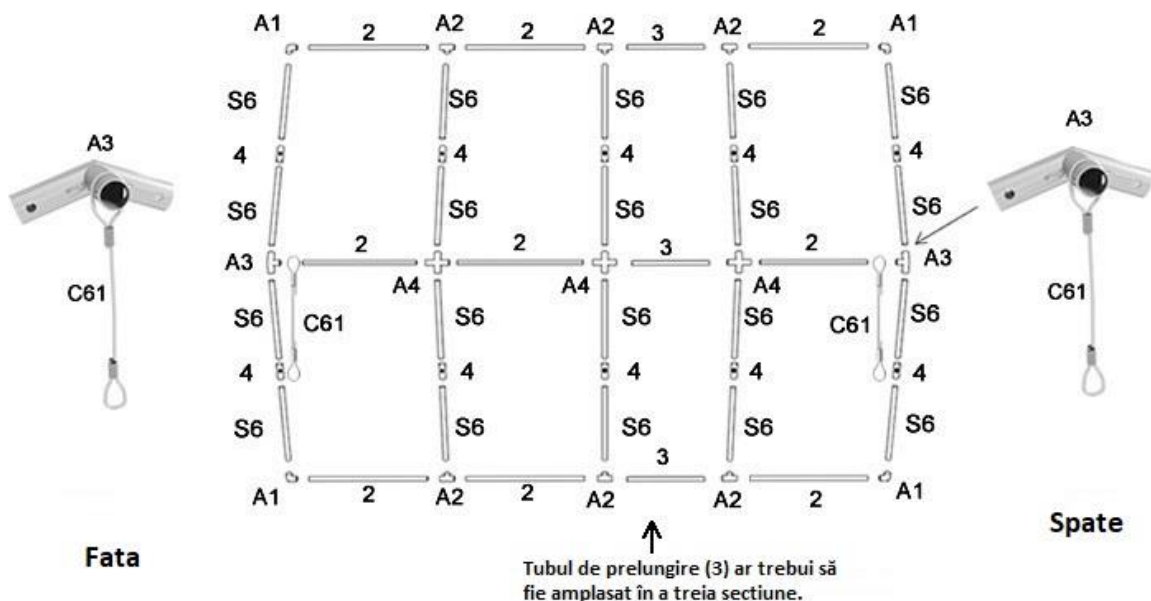 A1 2 A2 2 A2 3 A2 2 A1
S6 S6 S6 S6 S6
A3 A3
4 4 4 4 4
S6 S6 S6 S6 S6
A3 2 2 3 2 A3
A4 A4 A4
C61 C61
S6 C61 S6 S6 S6 C61 S6
4 4 4 4 4
S6 S6 S6 S6 S6
3
A1 2 A2 2 A2 A2 2 A1
Fata
Spate
Tubul de prelungire (3) ar trebui să
fie amplasat în a treia sectiune.